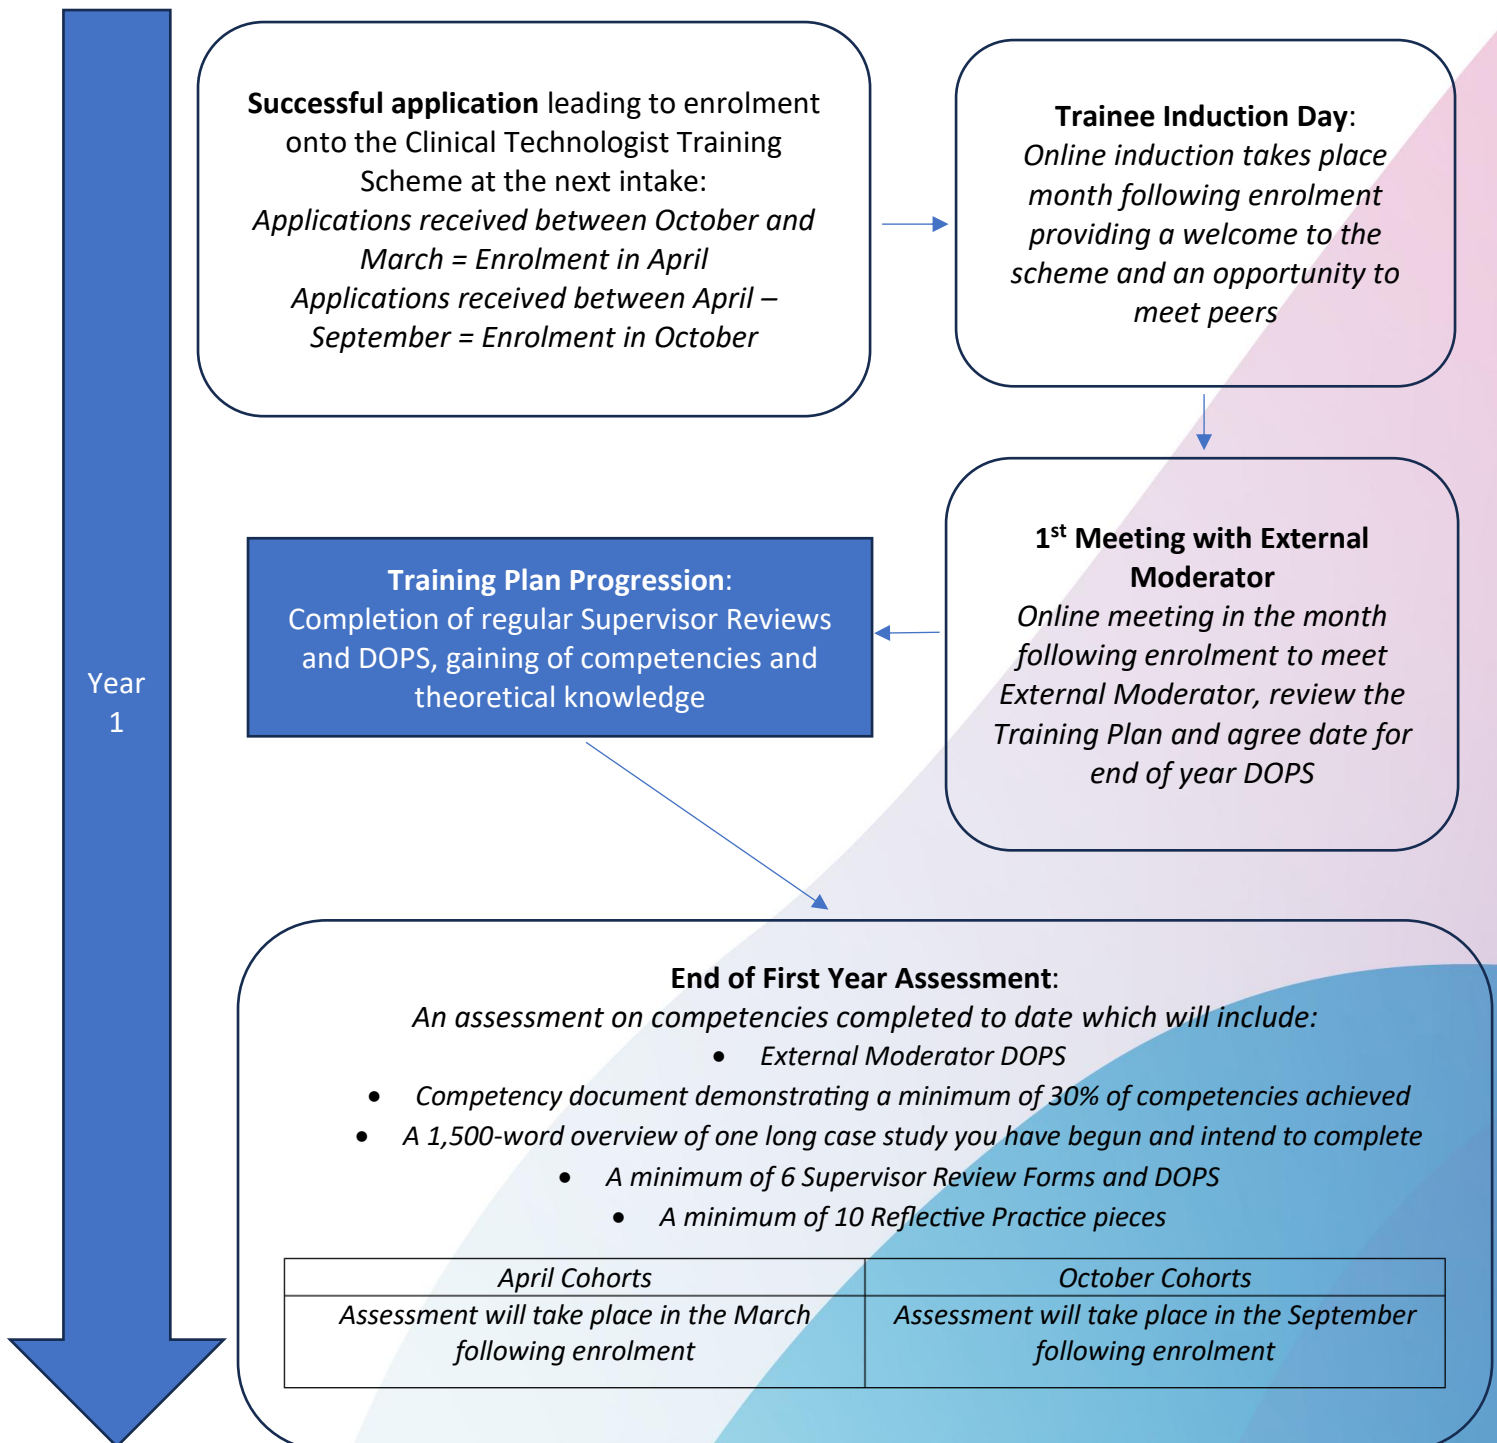 Year
1
Successful application leading to enrolment
onto the Clinical Technologist Training
Scheme at the next intake:
Applications received between October and
March = Enrolment in April
Applications received between April –
September = Enrolment in October
Trainee Induction Day:
Online induction takes place
month following enrolment
providing a welcome to the
scheme and an opportunity to
meet peers
1st Meeting with External
Moderator
Online meeting in the month
following enrolment to meet
External Moderator, review the
Training Plan and agree date for
end of year DOPS
Training Plan Progression:
Completion of regular Supervisor Reviews
and DOPS, gaining of competencies and
theoretical knowledge
End of First Year Assessment:
An assessment on competencies completed to date which will include:
• External Moderator DOPS
• Competency document demonstrating a minimum of 30% of competencies achieved
• A 1,500-word overview of one long case study you have begun and intend to complete
• A minimum of 6 Supervisor Review Forms and DOPS
• A minimum of 10 Reflective Practice pieces
April Cohorts
October Cohorts
Assessment will take place in the March
following enrolment
Assessment will take place in the September
following enrolment